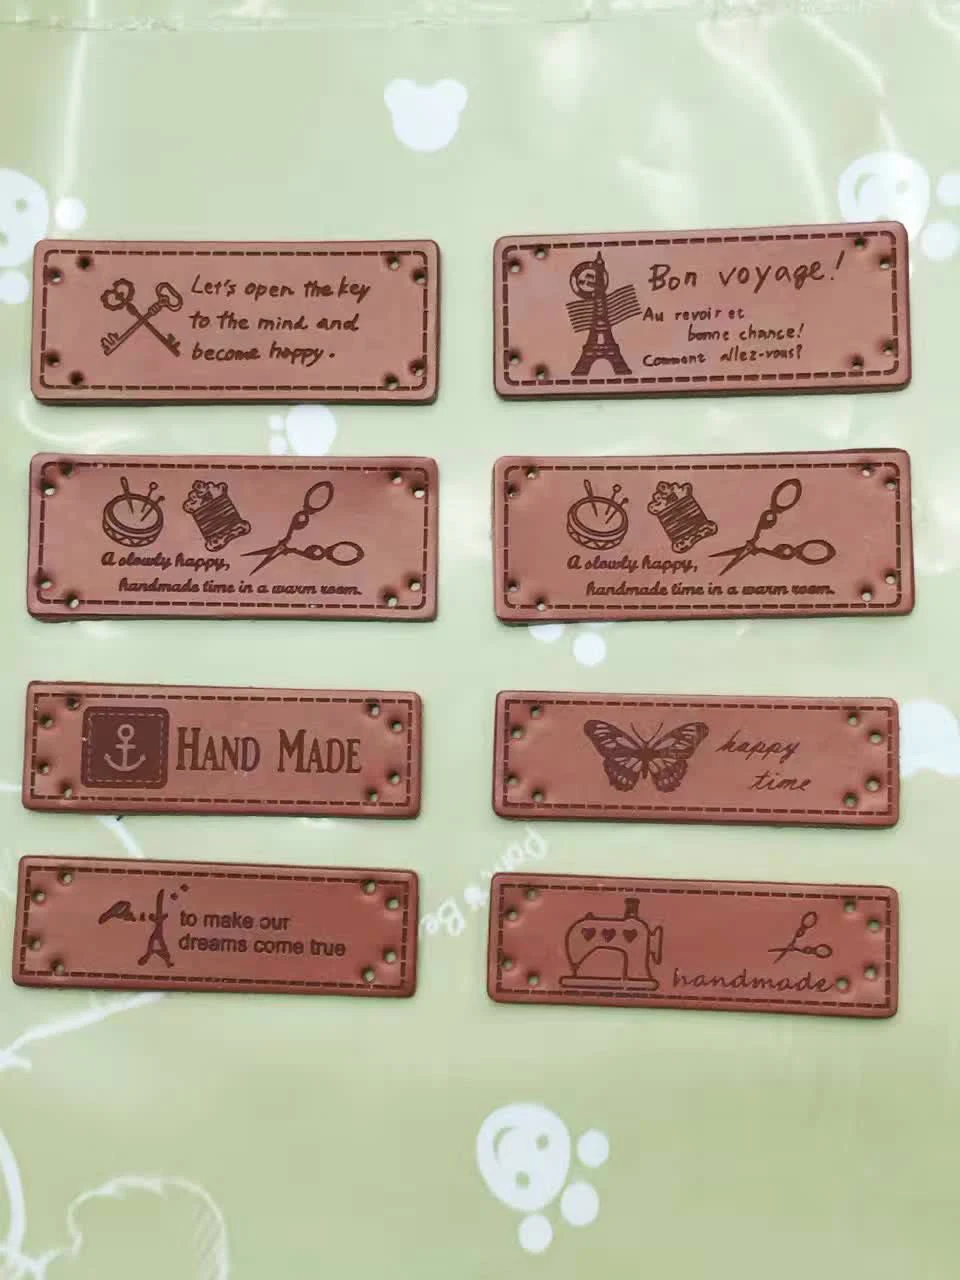 Let's open the key
to the mind and
become happy.
Bon voyage!
Au revoir et
bonne chance!
Comment allez-vous?
A slowly happy,
handmade time in a warm room.
A slowly happy,
handmade time in a warm room.
HAND MADE
happy
time
Paris
to make our
dreams come true
handmade